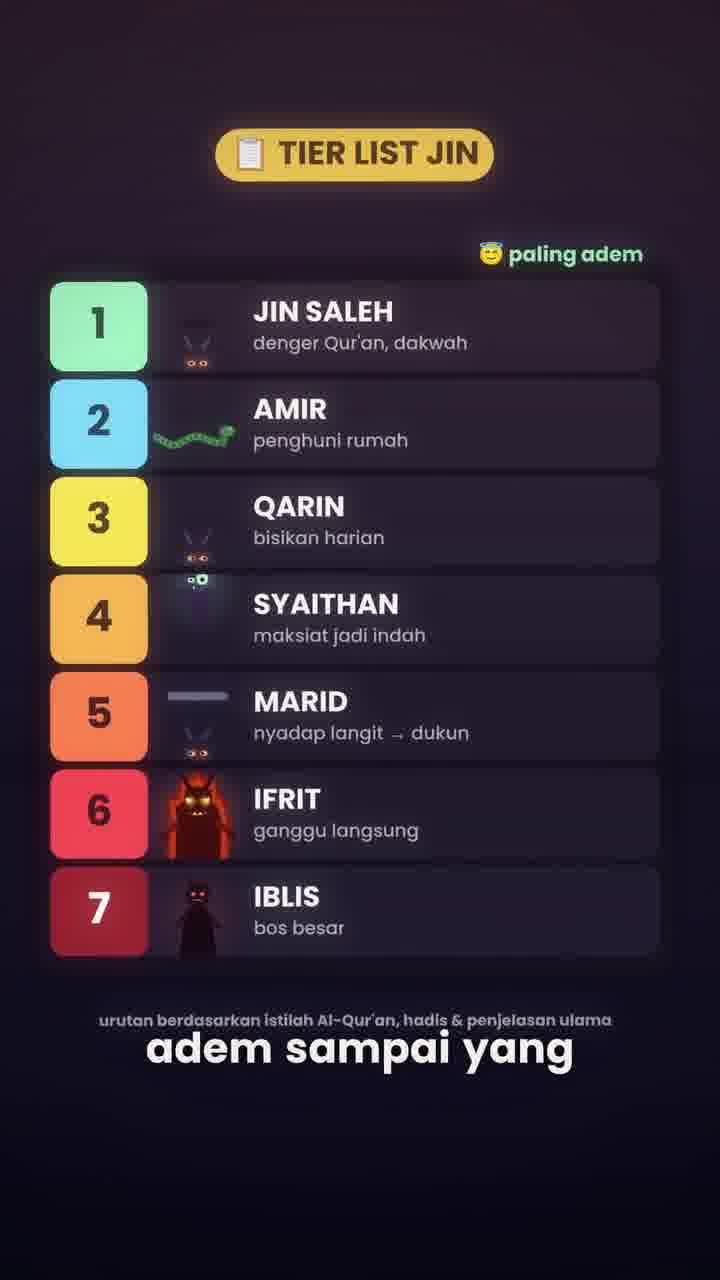 📋 TIER LIST JIN
😇 paling adem
1
JIN SALEH
denger Qur'an, dakwah
2
AMIR
penghuni rumah
3
QARIN
bisikan harian
4
SYAITHAN
maksiat jadi indah
5
MARID
nyadap langit → dukun
6
IFRIT
ganggu langsung
7
IBLIS
bos besar
urutan berdasarkan istilah Al-Qur'an, hadis & penjelasan ulama
adem sampai yang